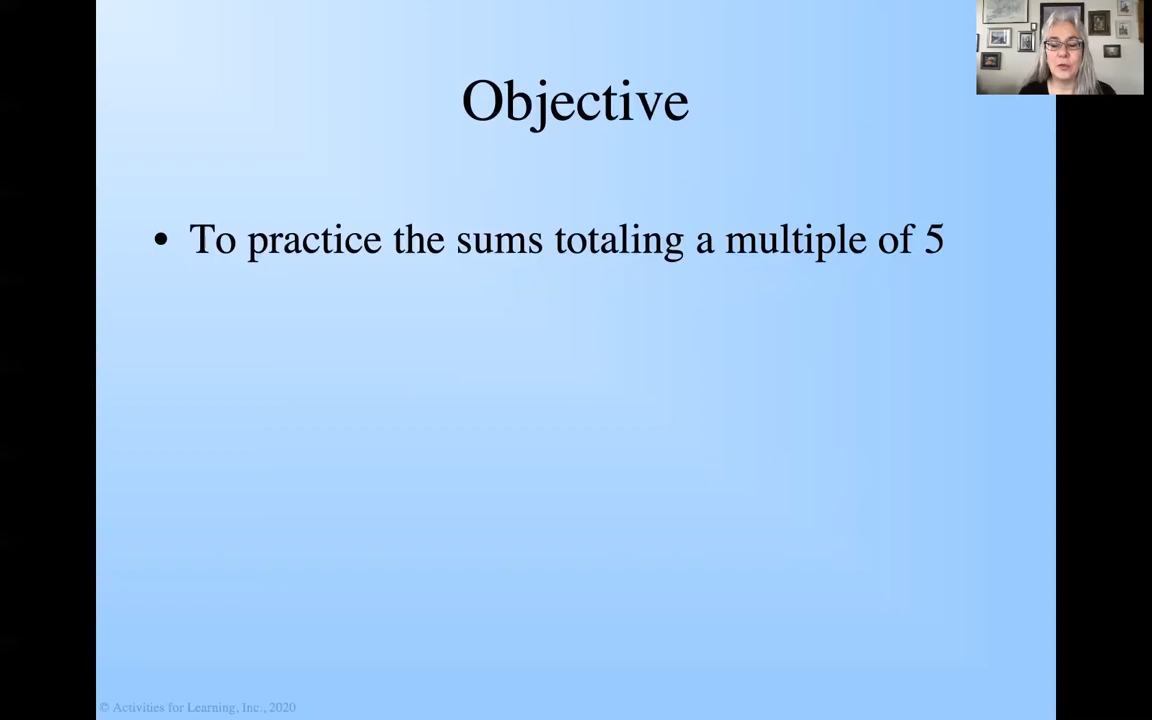 Objective
• To practice the sums totaling a multiple of 5
© Activities for Learning, Inc., 2020